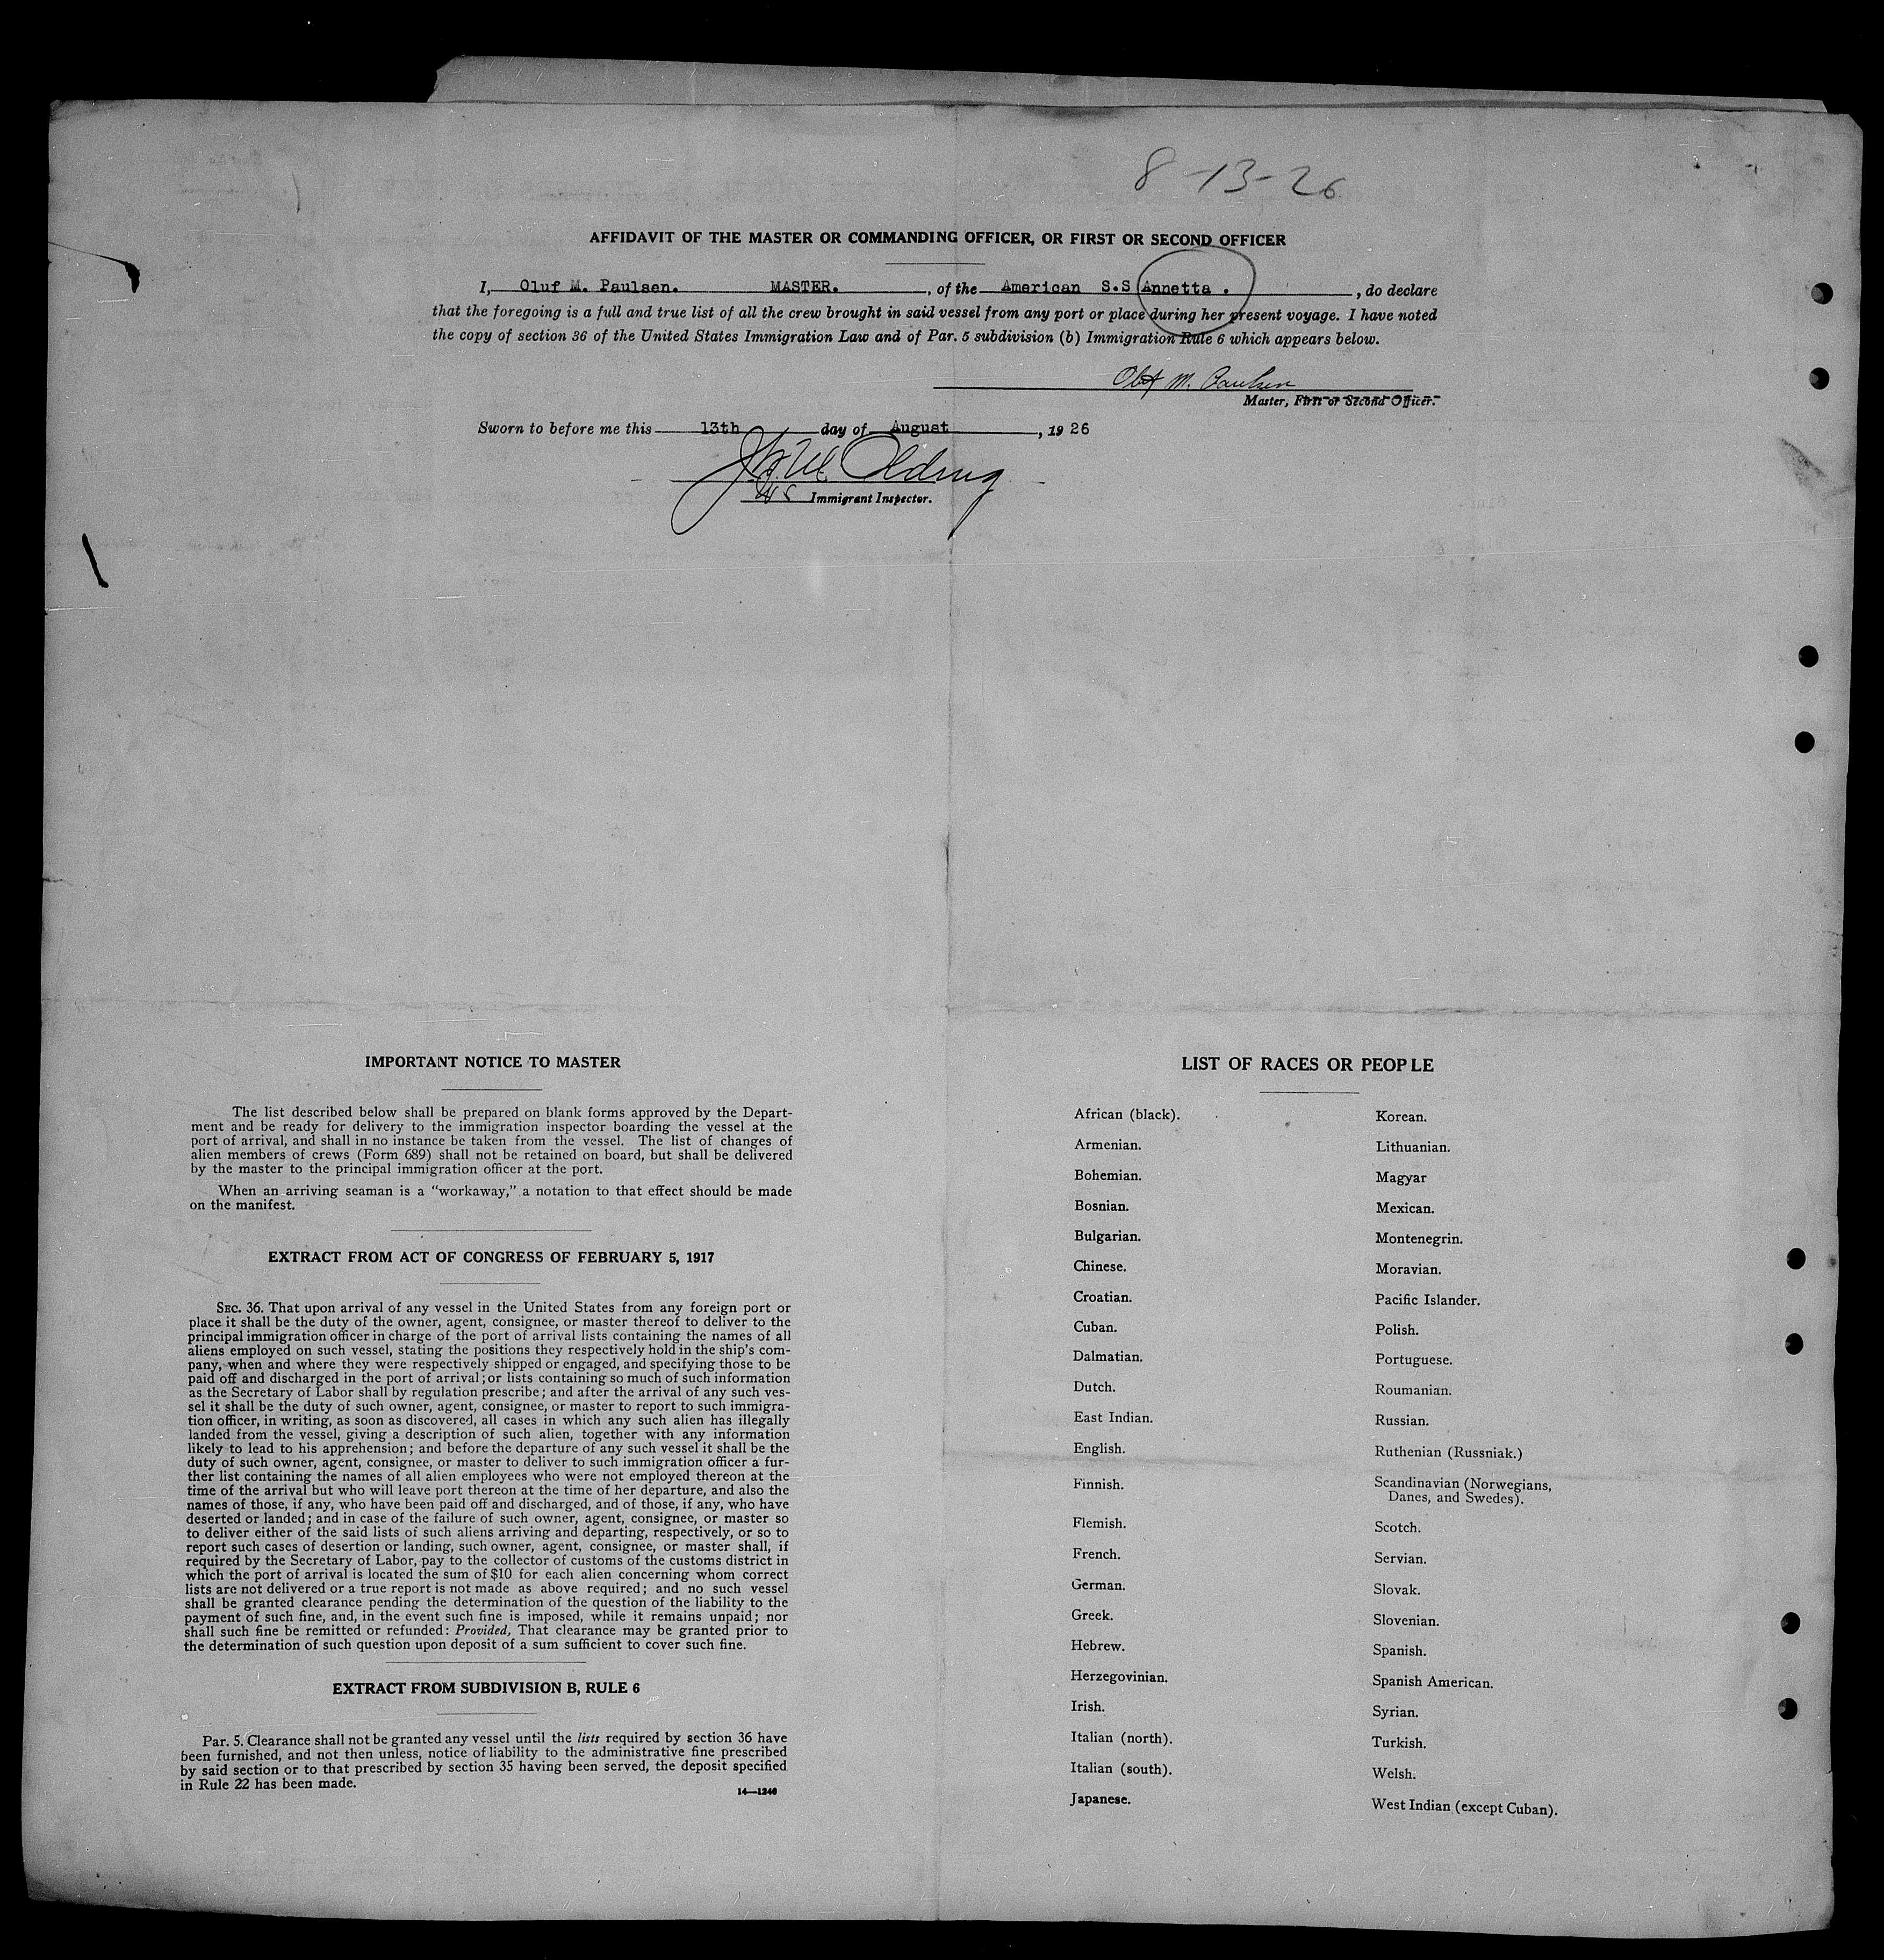 8-13-26
AFFIDAVIT OF THE MASTER OR COMMANDING OFFICER, OR FIRST OR SECOND OFFICER
I, Oluf M. Paulsen. MASTER. , of the American S.S Annetta . , do declare
that the foregoing is a full and true list of all the crew brought in said vessel from any port or place during her present voyage. I have noted
the copy of section 36 of the United States Immigration Law and of Par. 5 subdivision (b) Immigration Rule 6 which appears below.
M. Paulsen
Master, First or Second Officer.
Sworn to before me this 13th day of August , 19 26
Immigrant Inspector.
IMPORTANT NOTICE TO MASTER
The list described below shall be prepared on blank forms approved by the Depart-
ment and be ready for delivery to the immigration inspector boarding the vessel at the
port of arrival, and shall in no instance be taken from the vessel. The list of changes of
alien members of crews (Form 689) shall not be retained on board, but shall be delivered
by the master to the principal immigration officer at the port.
When an arriving seaman is a "workaway," a notation to that effect should be made
on the manifest.
EXTRACT FROM ACT OF CONGRESS OF FEBRUARY 5, 1917
SEC. 36. That upon arrival of any vessel in the United States from any foreign port or
place it shall be the duty of the owner, agent, consignee, or master thereof to deliver to the
principal immigration officer in charge of the port of arrival lists containing the names of all
aliens employed on such vessel, stating the positions they respectively hold in the ship's com-
pany, when and where they were respectively shipped or engaged, and specifying those to be
paid off and discharged in the port of arrival; or lists containing so much of such information
as the Secretary of Labor shall by regulation prescribe; and after the arrival of any such ves-
sel it shall be the duty of such owner, agent, consignee, or master to report to such immigra-
tion officer, in writing, as soon as discovered, all cases in which any such alien has illegally
landed from the vessel, giving a description of such alien, together with any information
likely to lead to his apprehension; and before the departure of any such vessel it shall be the
duty of such owner, agent, consignee, or master to deliver to such immigration officer a fur-
ther list containing the names of all alien employees who were not employed thereon at the
time of the arrival but who will leave port thereon at the time of her departure, and also the
names of those, if any, who have been paid off and discharged, and of those, if any, who have
deserted or landed; and in case of the failure of such owner, agent, consignee, or master so
to deliver either of the said lists of such aliens arriving and departing, respectively, or so to
report such cases of desertion or landing, such owner, agent, consignee, or master shall, if
required by the Secretary of Labor, pay to the collector of customs of the customs district in
which the port of arrival is located the sum of $10 for each alien concerning whom correct
lists are not delivered or a true report is not made as above required; and no such vessel
shall be granted clearance pending the determination of the question of the liability to the
payment of such fine, and, in the event such fine is imposed, while it remains unpaid; nor
shall such fine be remitted or refunded: Provided, That clearance may be granted prior to
the determination of such question upon deposit of a sum sufficient to cover such fine.
EXTRACT FROM SUBDIVISION B, RULE 6
Par. 5. Clearance shall not be granted any vessel until the lists required by section 36 have
been furnished, and not then unless, notice of liability to the administrative fine prescribed
by said section or to that prescribed by section 35 having been served, the deposit specified
in Rule 22 has been made.
14—1240
LIST OF RACES OR PEOPLE
African (black).
Armenian.
Bohemian.
Bosnian.
Bulgarian.
Chinese.
Croatian.
Cuban.
Dalmatian.
Dutch.
East Indian.
English.
Finnish.
Flemish.
French.
German.
Greek.
Hebrew.
Herzegovinian.
Irish.
Italian (north).
Italian (south).
Japanese.
Korean.
Lithuanian.
Magyar
Mexican.
Montenegrin.
Moravian.
Pacific Islander.
Polish.
Portuguese.
Roumanian.
Russian.
Ruthenian (Russniak.)
Scandinavian (Norwegians,
Danes, and Swedes).
Scotch.
Servian.
Slovak.
Slovenian.
Spanish.
Spanish American.
Syrian.
Turkish.
Welsh.
West Indian (except Cuban).